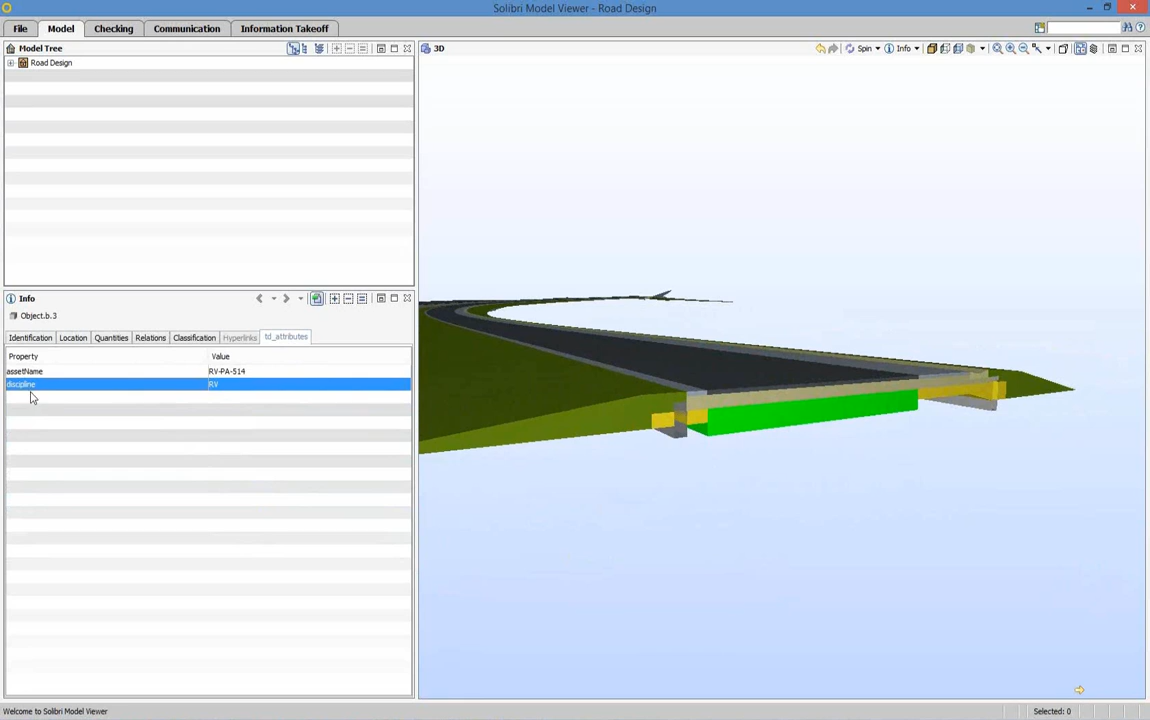 Solibri Model Viewer - Road Design
File Model Checking Communication Information Takeoff
Model Tree
Road Design
3D
Spin
Info
Info
Object.b.3
Identification Location Quantities Relations Classification Hyperlinks td_attributes
Property Value
assetName RV-PA-514
discipline RV
Welcome to Solibri Model Viewer
Selected: 0